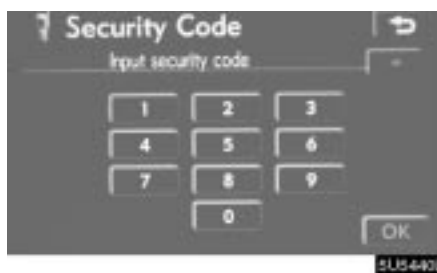 Security Code
Input security code
1 2 3
4 5 6
7 8 9
0
OK
5U5440